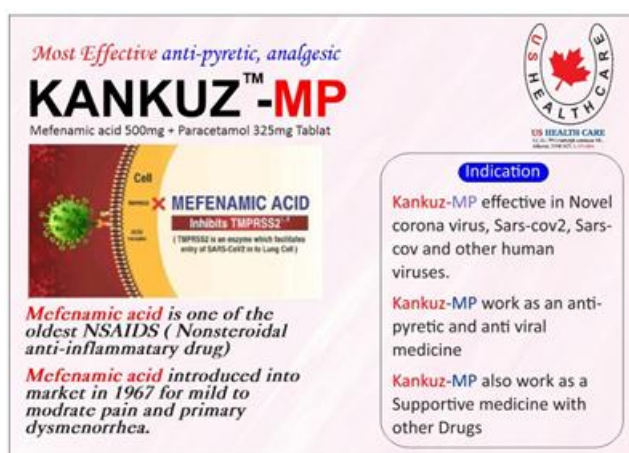 Most Effective anti-pyretic, analgesic
KANKUZ™-MP
Mefenamic acid 500mg + Paracetamol 325mg Tablat
US HEALTH CARE
US HEALTH CARE
Cell
TMPRSS2
MEFENAMIC ACID
Inhibits TMPRSS2
( TMPRSS2 is an enzyme which facilitates
entry of SARS-CoV2 in to Lung Cell )
Mefenamic acid is one of the
oldest NSAIDS ( Nonsteroidal
anti-inflammatary drug)
Mefenamic acid introduced into
market in 1967 for mild to
modrate pain and primary
dysmenorrhea.
Indication
Kankuz-MP effective in Novel
corona virus, Sars-cov2, Sars-
cov and other human
viruses.
Kankuz-MP work as an anti-
pyretic and anti viral
medicine
Kankuz-MP also work as a
Supportive medicine with
other Drugs